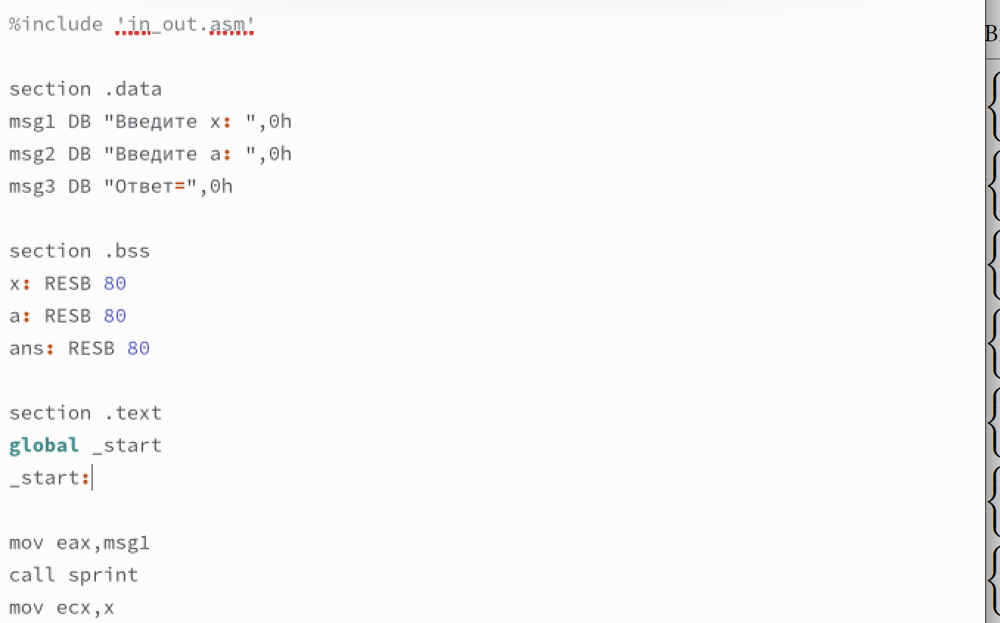 %include 'in_out.asm'
section .data
msg1 DB "Введите x: ",0h
msg2 DB "Введите a: ",0h
msg3 DB "Ответ=",0h
section .bss
x: RESB 80
a: RESB 80
ans: RESB 80
section .text
global _start
_start:
mov eax,msg1
call sprint
mov ecx,x